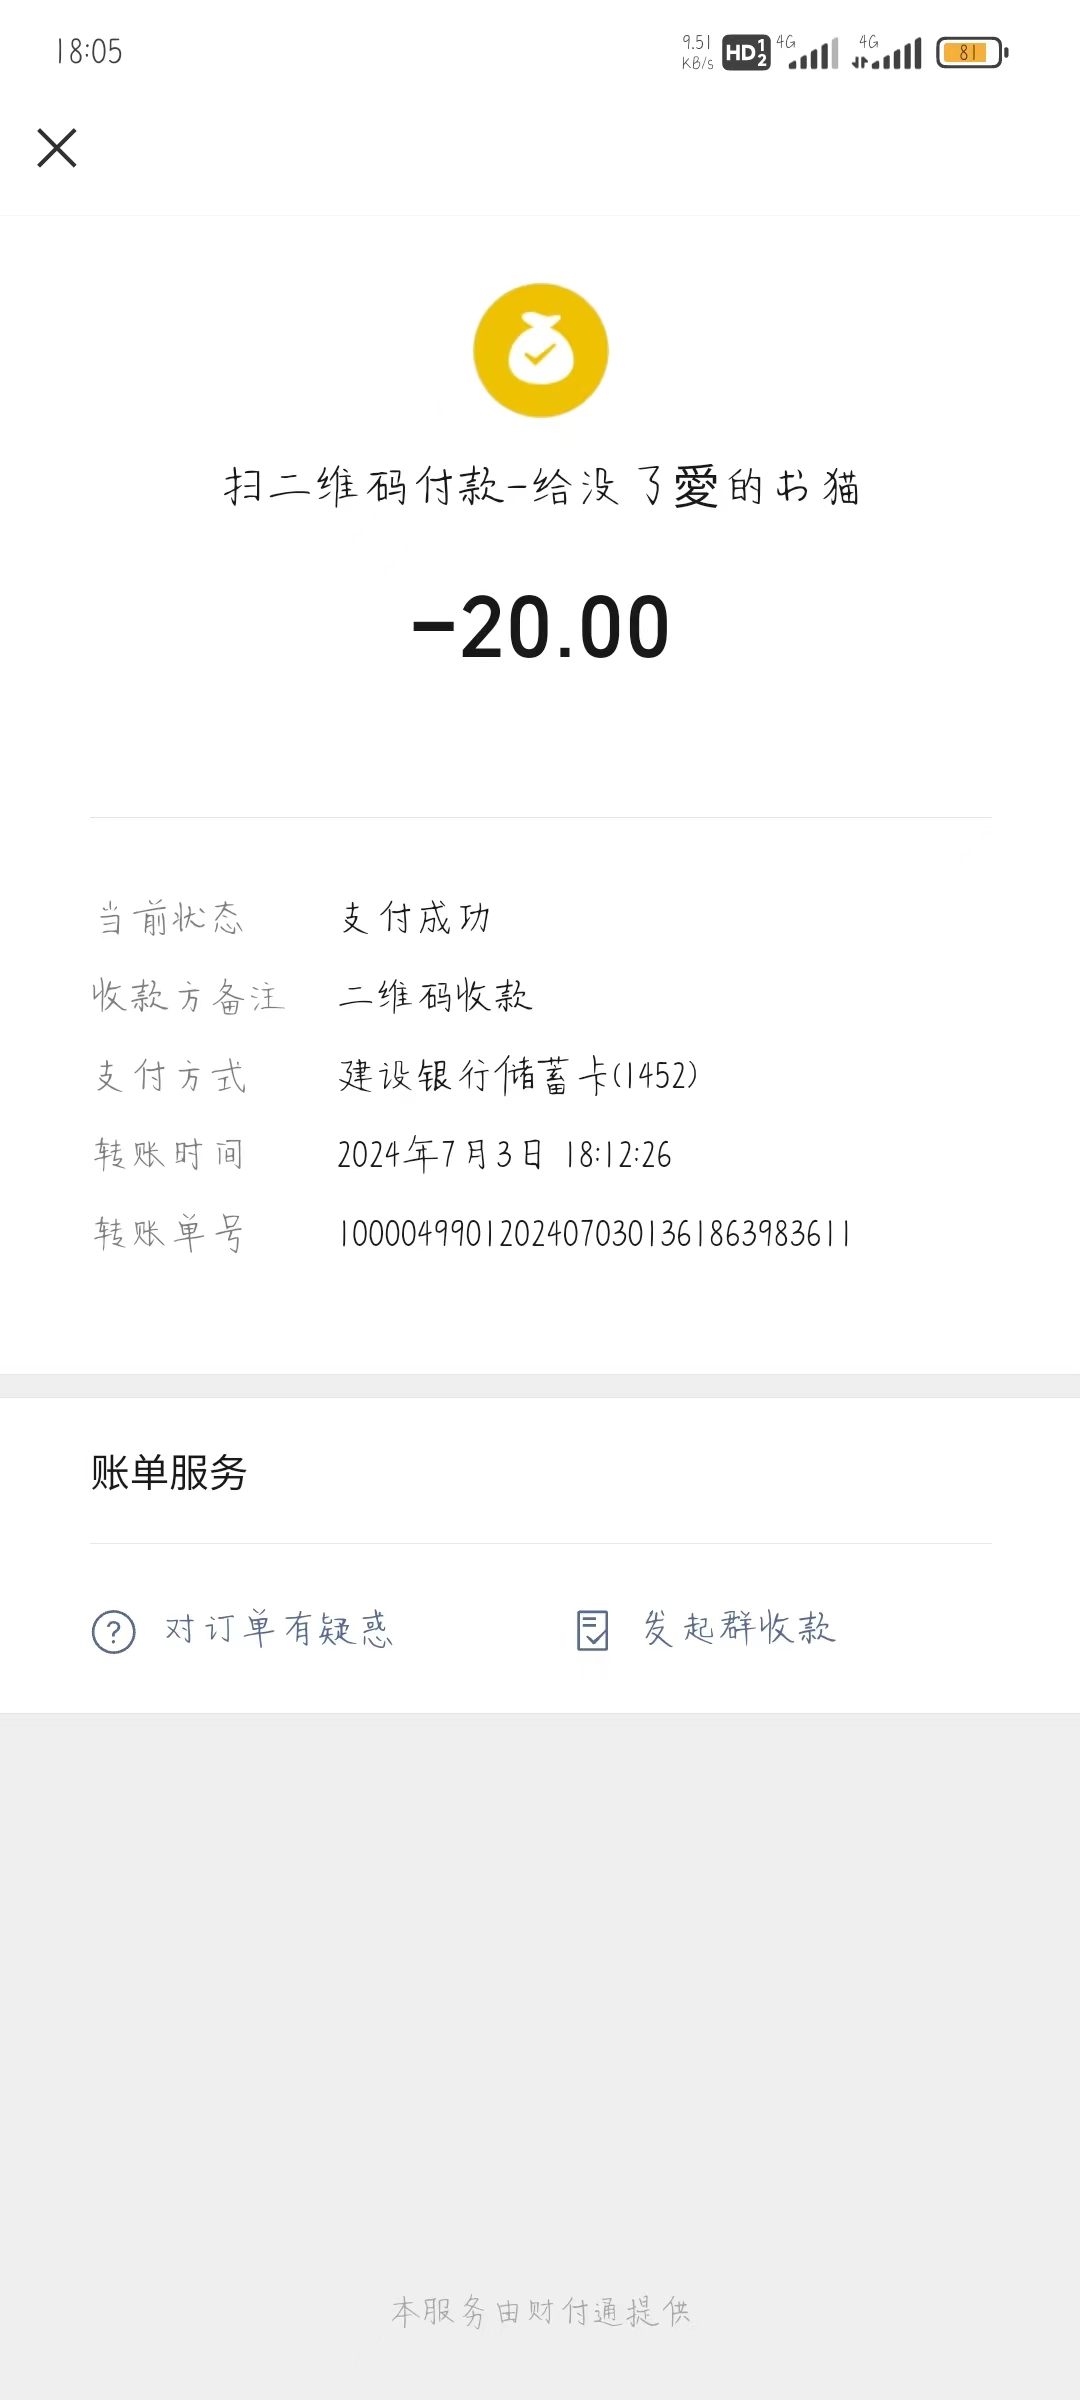 18:05
9.51 KB/s HD 1 2 4G 4G 81
扫二维码付款-给没了愛的お猫
-20.00
当前状态 支付成功
收款方备注 二维码收款
支付方式 建设银行储蓄卡(1452)
转账时间 2024年7月3日 18:12:26
转账单号 1000049901202407030136186398​3611
账单服务
对订单有疑惑 发起群收款
本服务由财付通提供